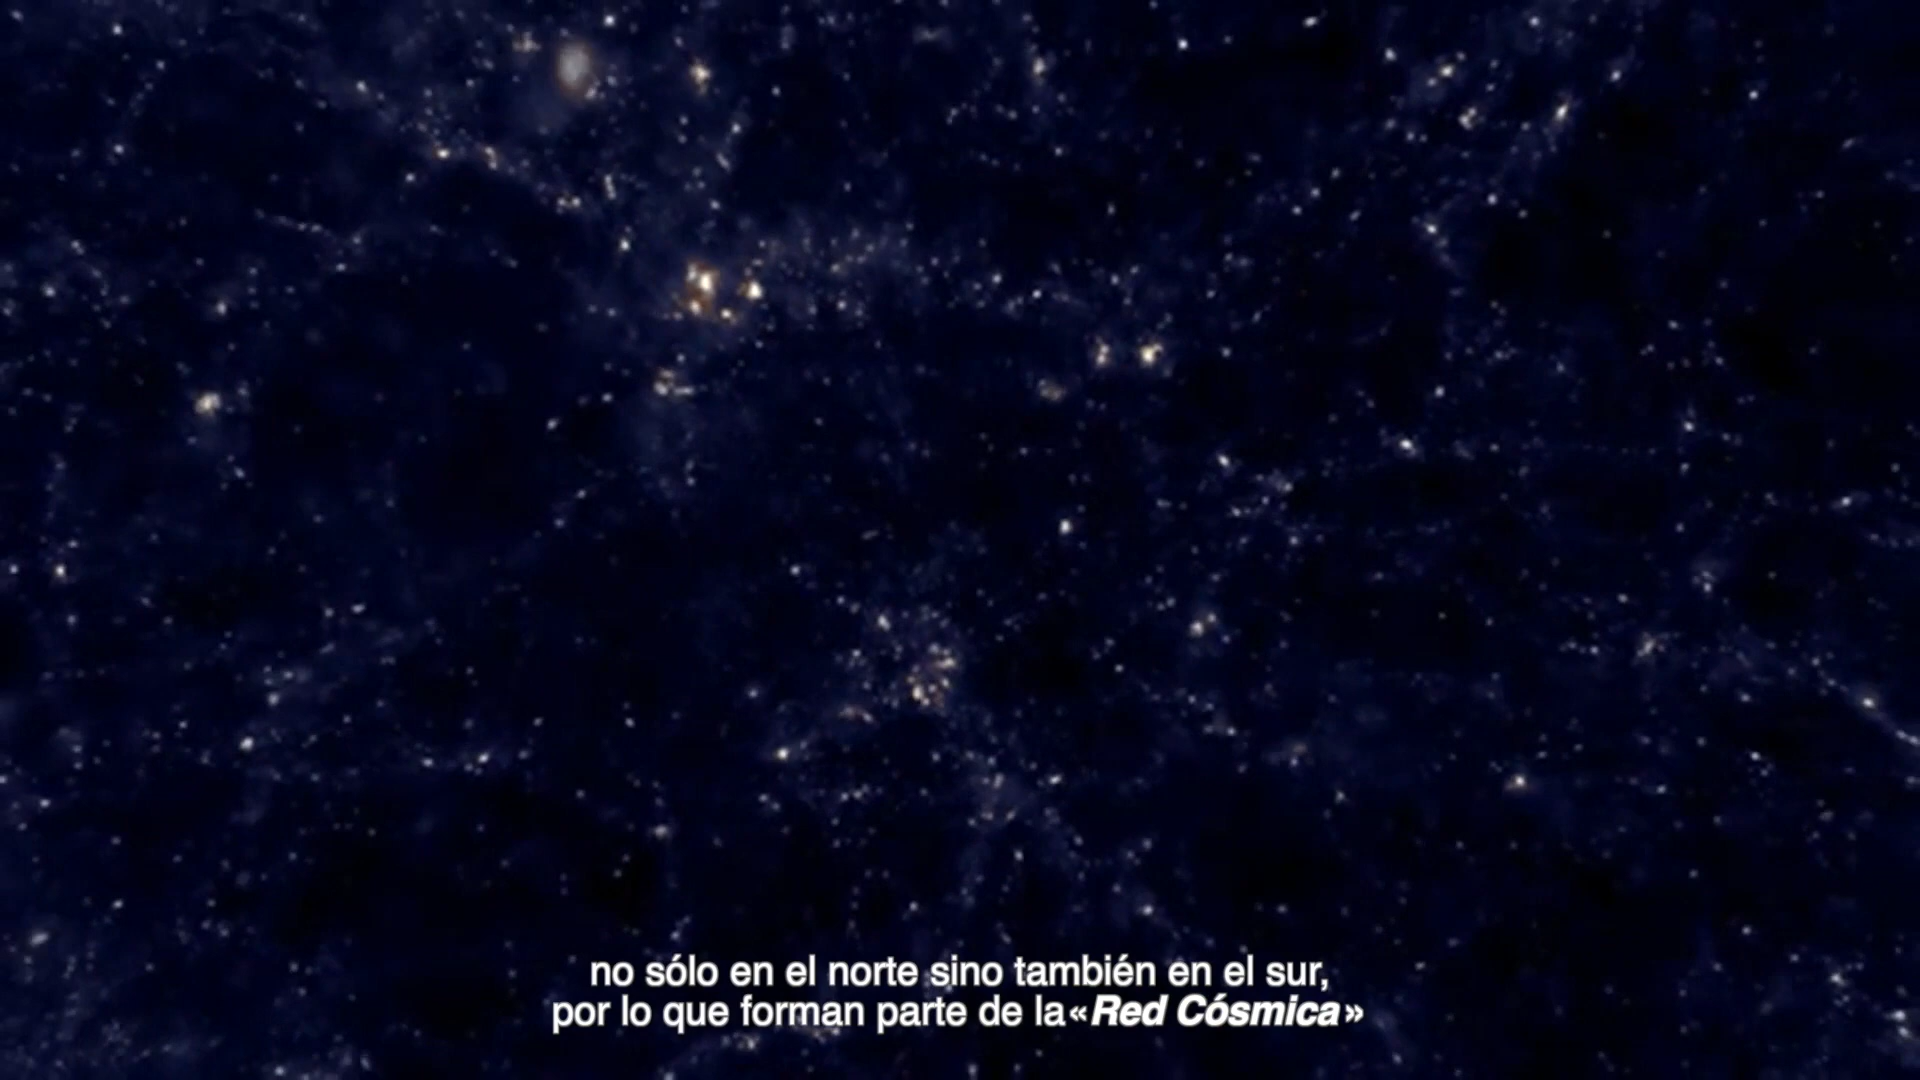 no sólo en el norte sino también en el sur,
por lo que forman parte de la«Red Cósmica»